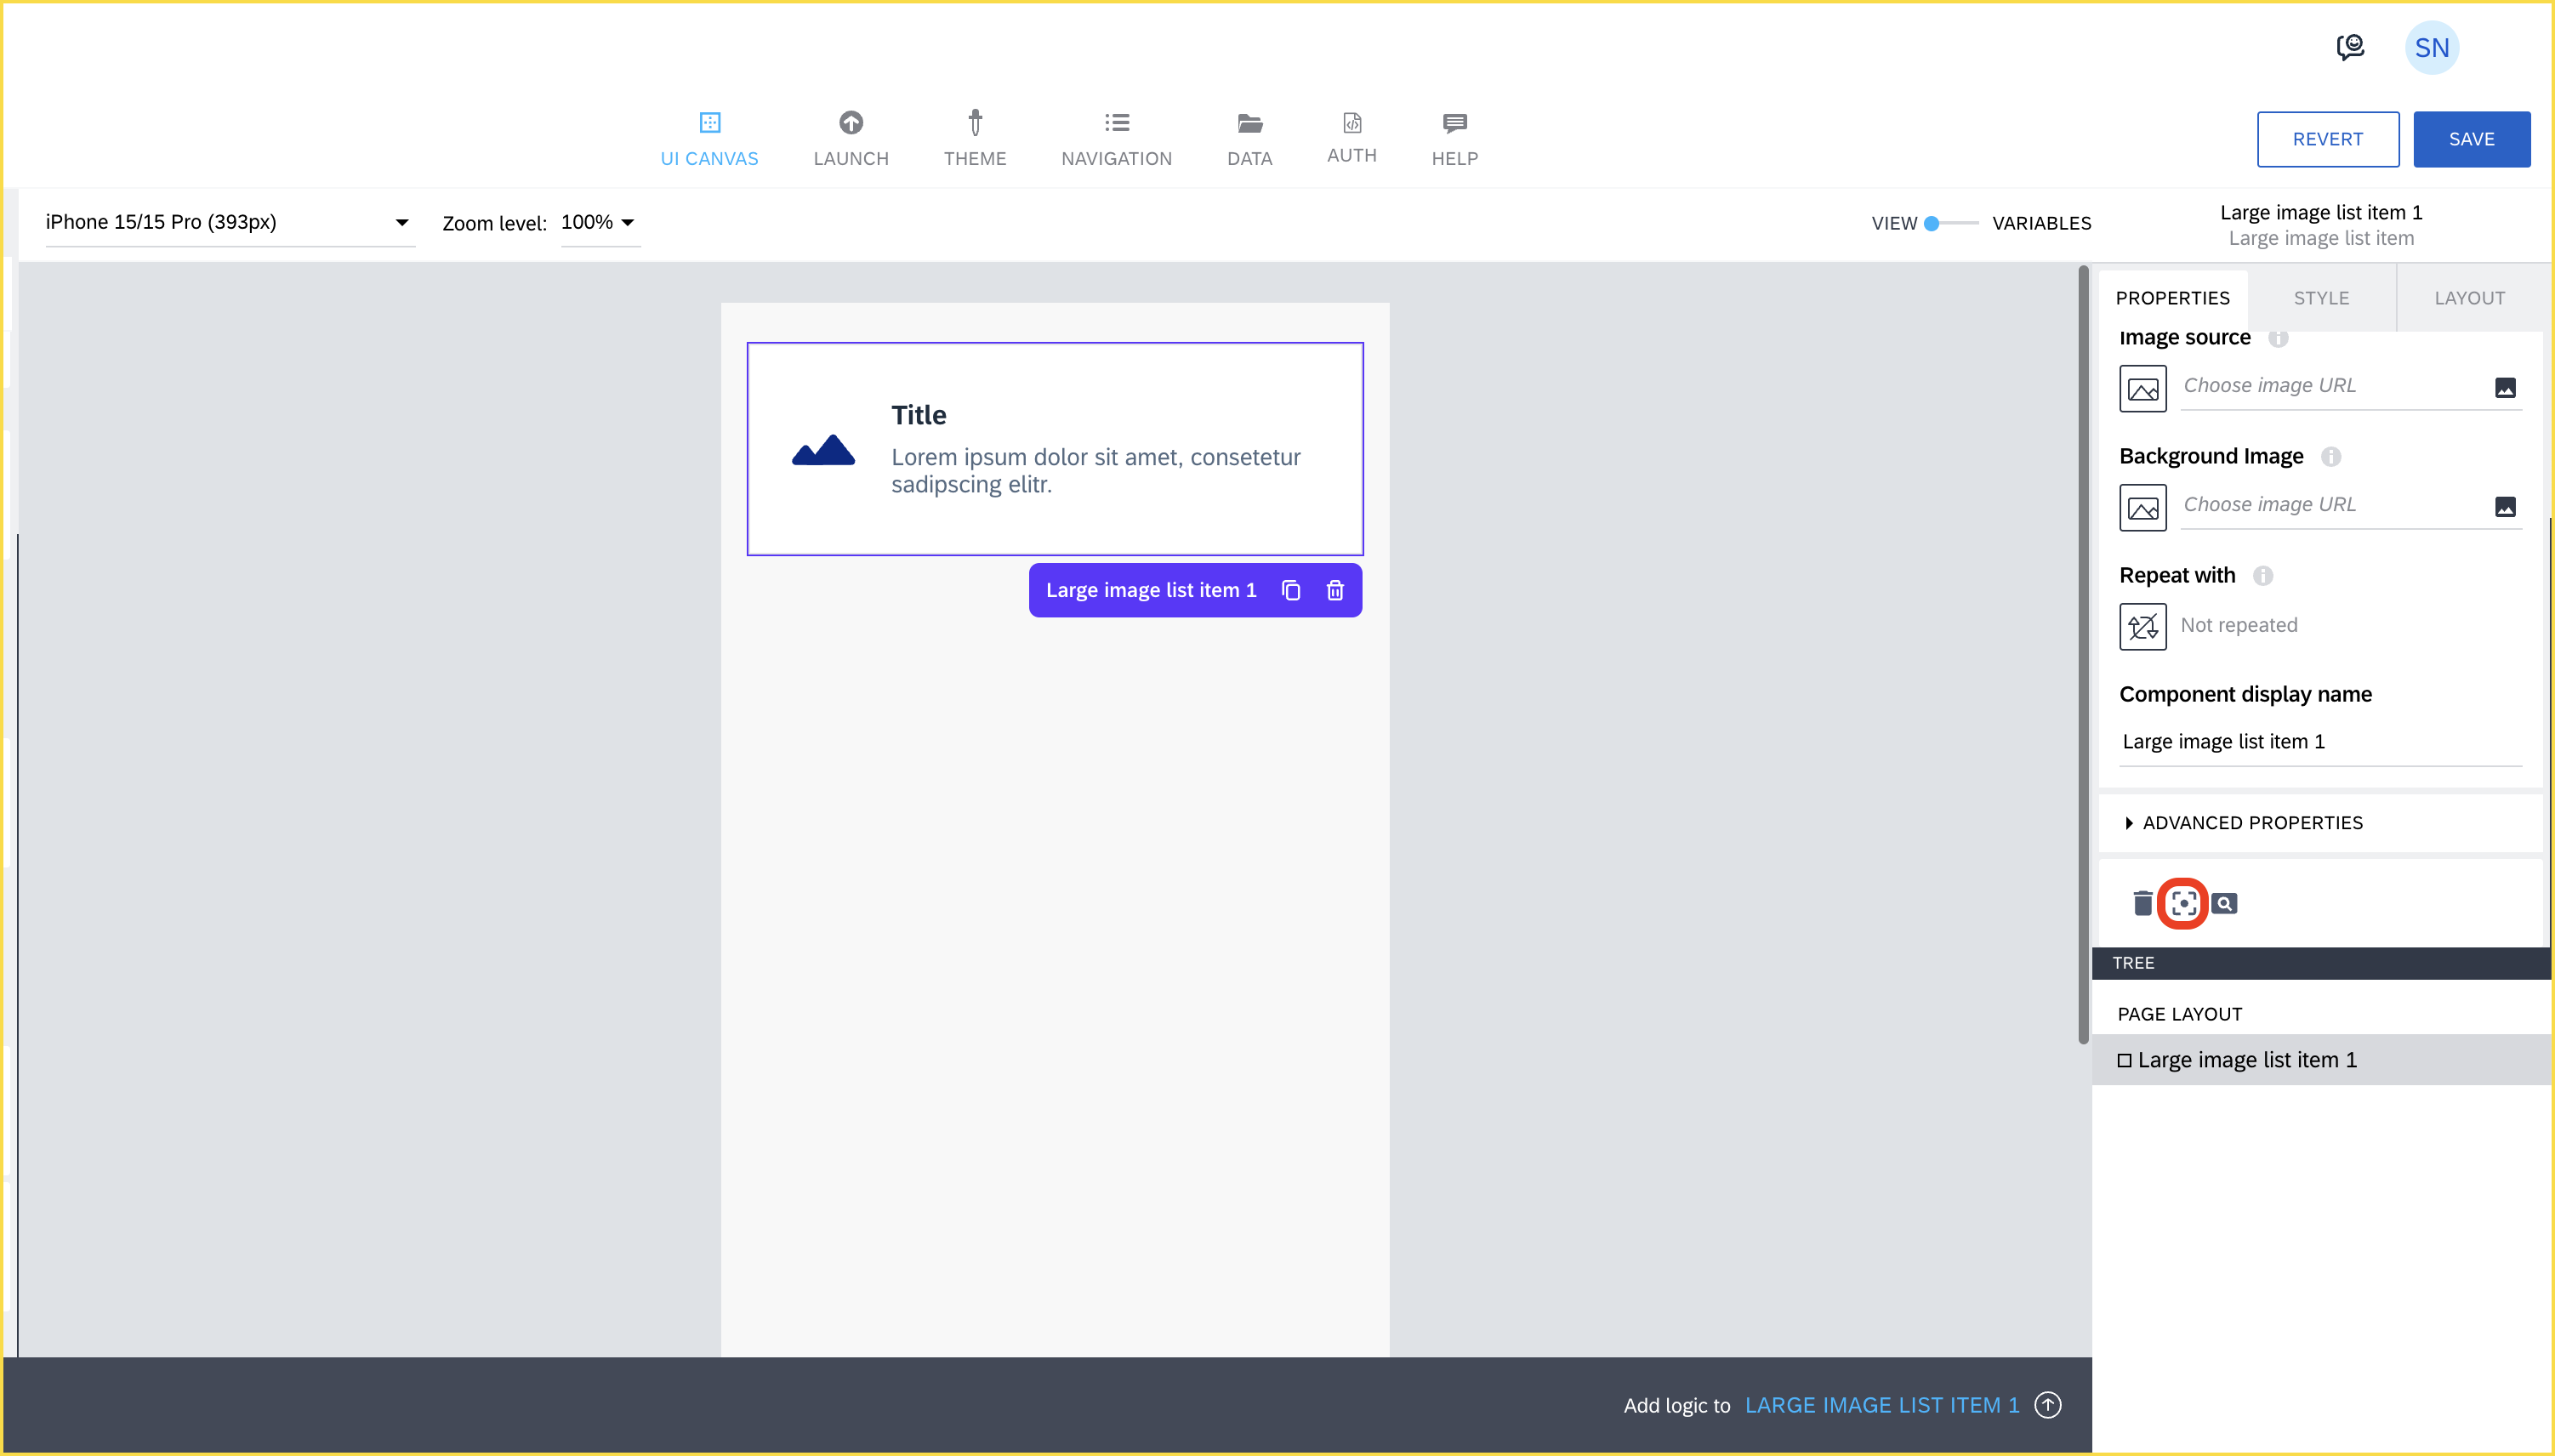 SN
UI CANVAS
LAUNCH
THEME
NAVIGATION
DATA
AUTH
HELP
REVERT
SAVE
iPhone 15/15 Pro (393px)
Zoom level: 100%
VIEW
VARIABLES
Large image list item 1
Large image list item
PROPERTIES
STYLE
LAYOUT
Image source
Choose image URL
Background Image
Choose image URL
Repeat with
Not repeated
Component display name
Large image list item 1
ADVANCED PROPERTIES
TREE
PAGE LAYOUT
Large image list item 1
Title
Lorem ipsum dolor sit amet, consetetur
sadipscing elitr.
Large image list item 1
Add logic to LARGE IMAGE LIST ITEM 1